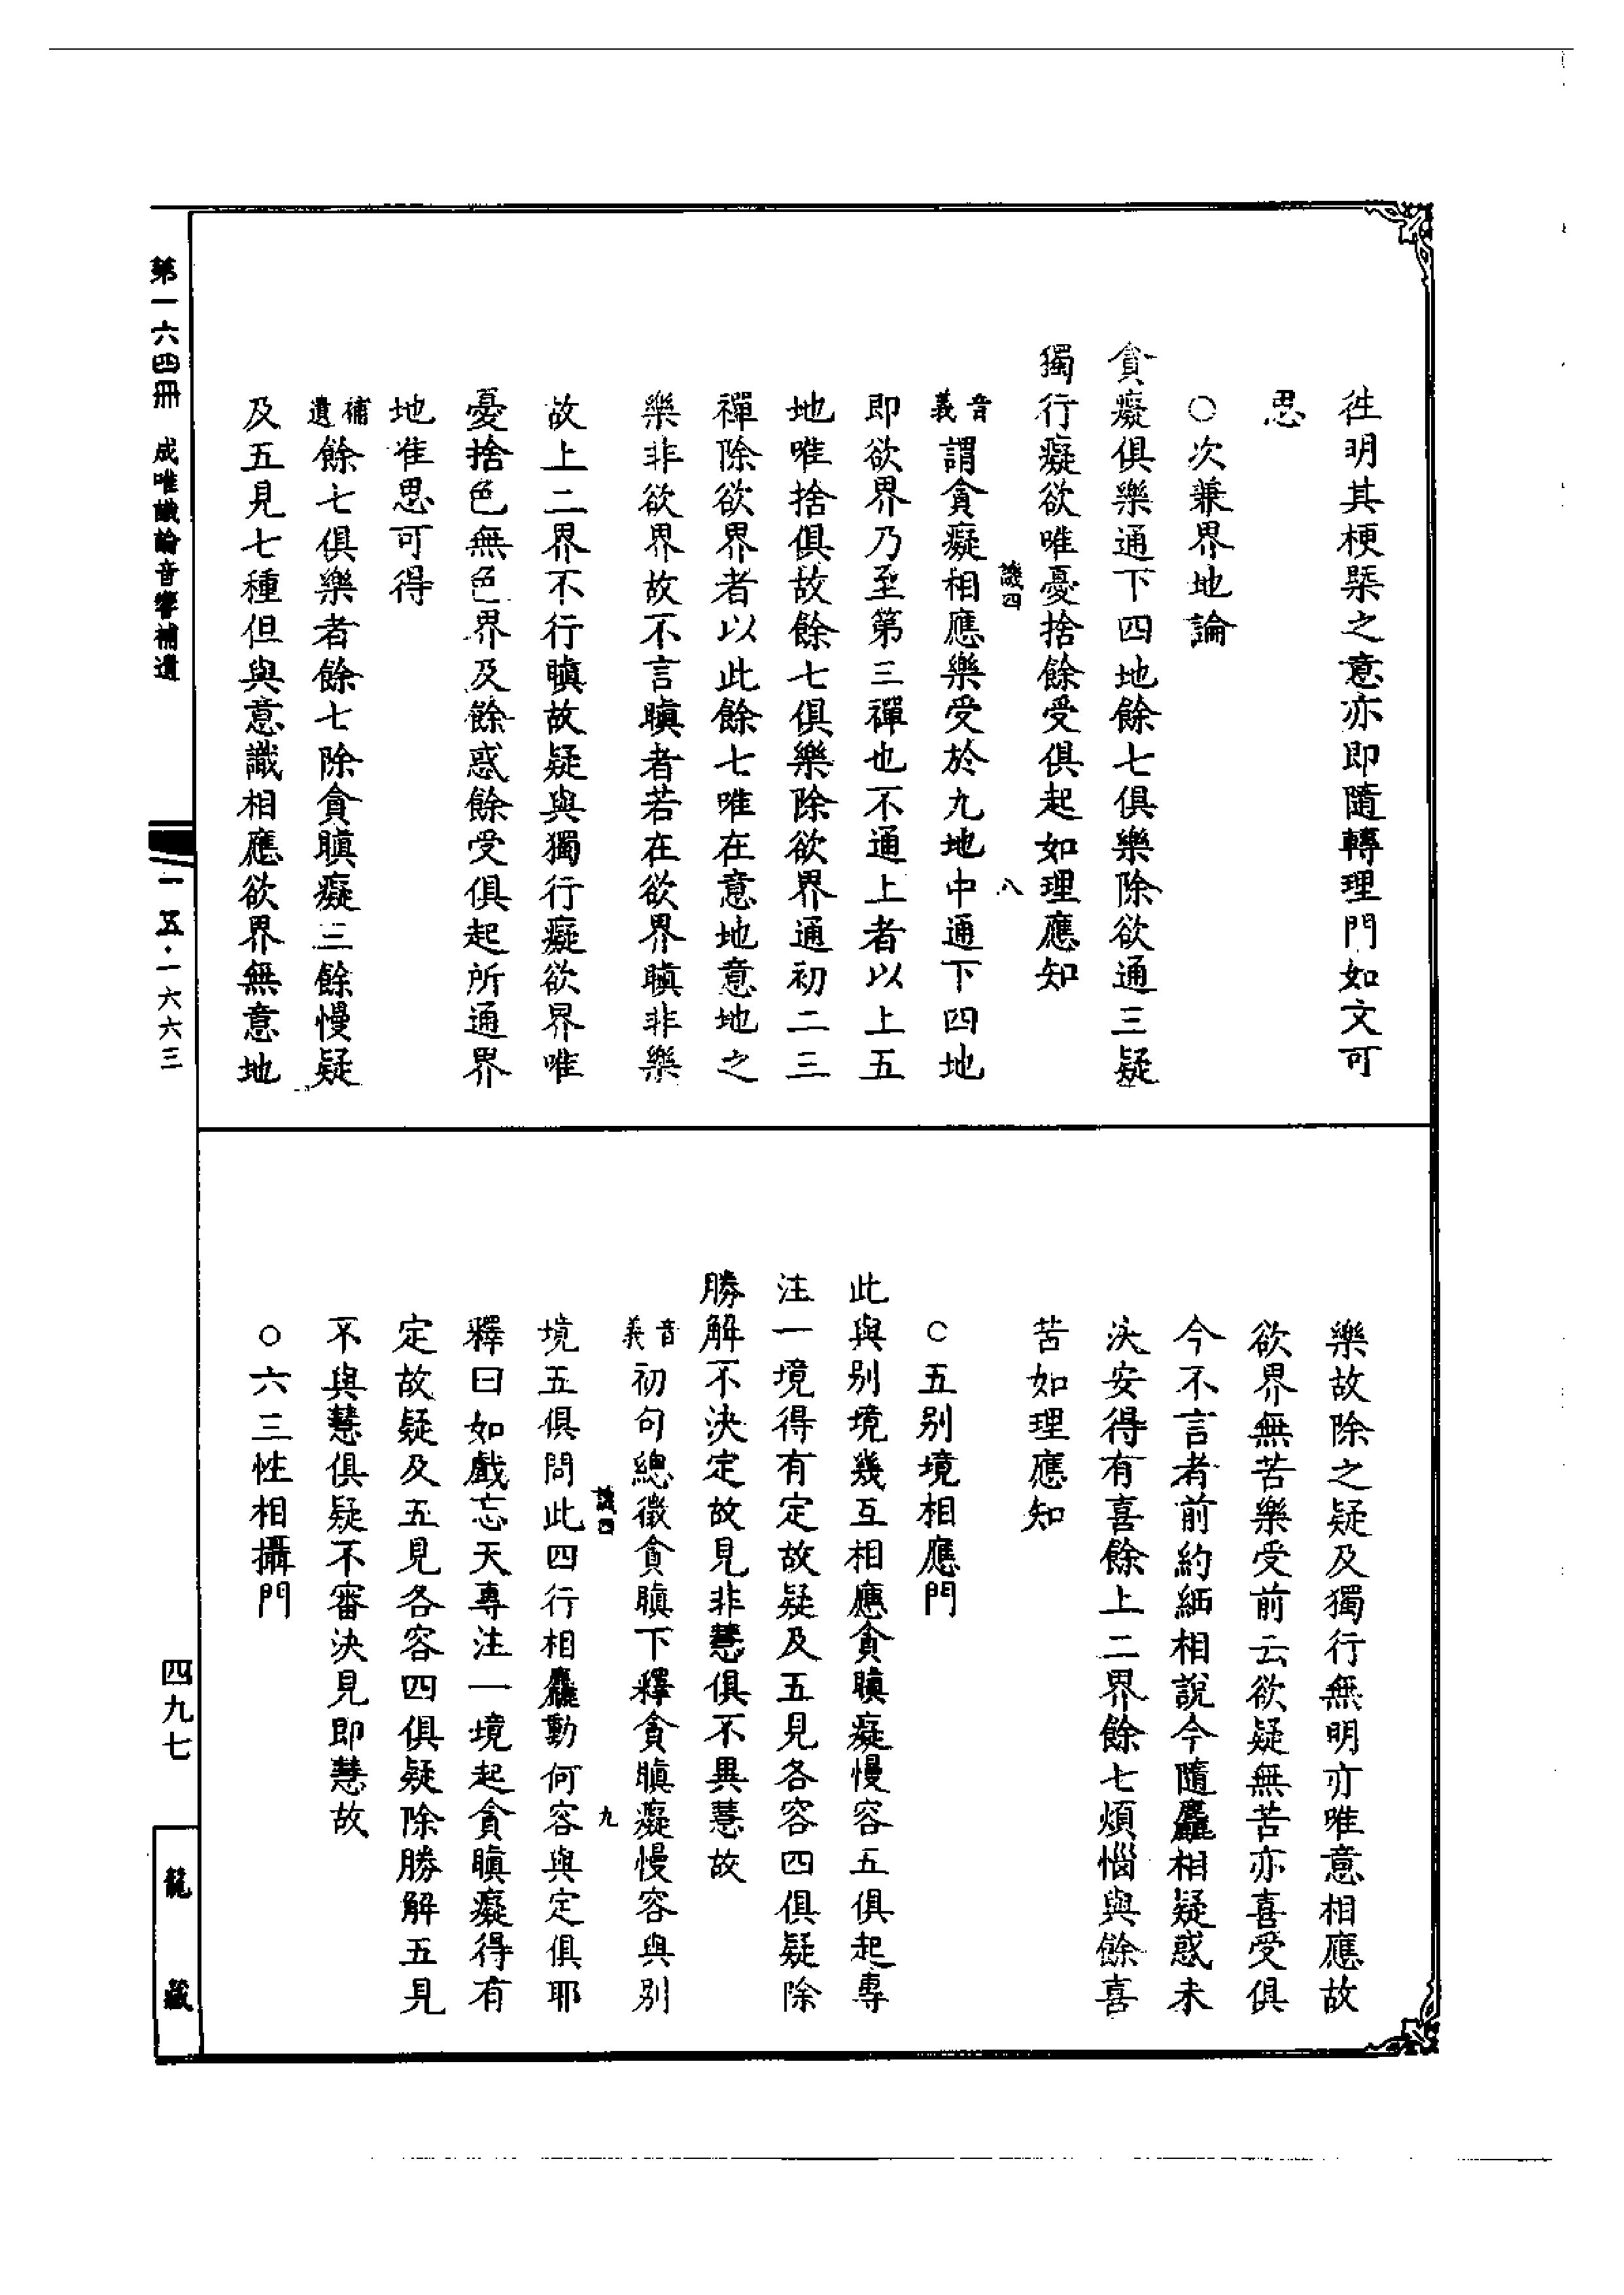 徃明其梗槩之意亦即隨轉理門如文可
思
○次兼界地論
貪癡俱樂通下四地餘七俱樂除欲通三疑
獨行癡欲唯憂捨餘受俱起如理應知
議四
八
音義謂貪癡相應樂受於九地中通下四地
即欲界乃至第三禪也不通上者以上五
地唯捨俱故餘七俱樂除欲界通初二三
禪除欲界者以此餘七唯在意地意地之
樂非欲界故不言瞋者若在欲界瞋非樂
故上二界不行瞋故疑與獨行癡欲界唯
憂捨色無色界及餘惑餘受俱起所通界
地准思可得
補遺餘七俱樂者餘七除貪瞋癡三餘慢疑
及五見七種但與意識相應欲界無意地
樂故除之疑及獨行無明亦唯意相應故
欲界無苦樂受前云欲疑無苦亦喜受俱
今不言者前約細相說今隨麤相疑惑未
決安得有喜餘上二界餘七煩惱與餘喜
苦如理應知
○五別境相應門
此與別境幾互相應貪瞋癡慢容五俱起專
注一境得有定故疑及五見各容四俱疑除
勝解不決定故見非慧俱不異慧故
音義初句總徵貪瞋下釋貪瞋癡慢容與別
議四
九
境五俱問此四行相麤動何容與定俱耶
釋曰如戲忘天專注一境起貪瞋癡得有
定故疑及五見各容四俱疑除勝解五見
不與慧俱疑不審決見即慧故
○六三性相攝門
第一六四冊 成唯識論音響補遺
一五·一六六三
四九七
龍藏